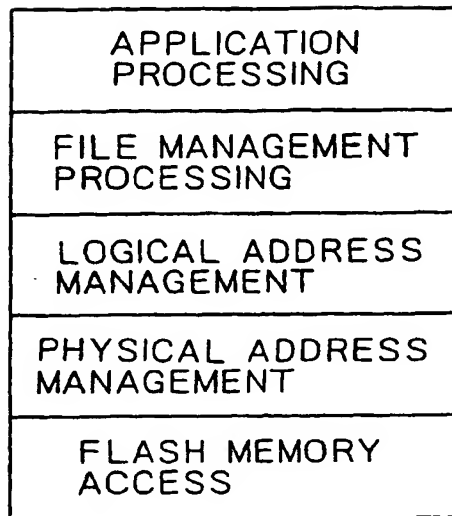 APPLICATION
PROCESSING
FILE MANAGEMENT
PROCESSING
LOGICAL ADDRESS
MANAGEMENT
PHYSICAL ADDRESS
MANAGEMENT
FLASH MEMORY
ACCESS